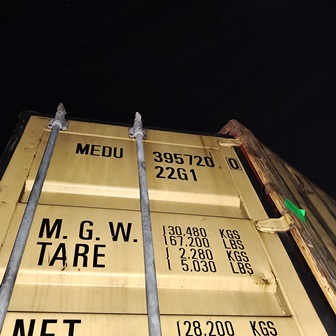 MEDU 395720 0
22G1
M.G.W. 30.480 KGS
67.200 LBS
TARE 2.280 KGS
5.030 LBS
NET 28.200 KGS